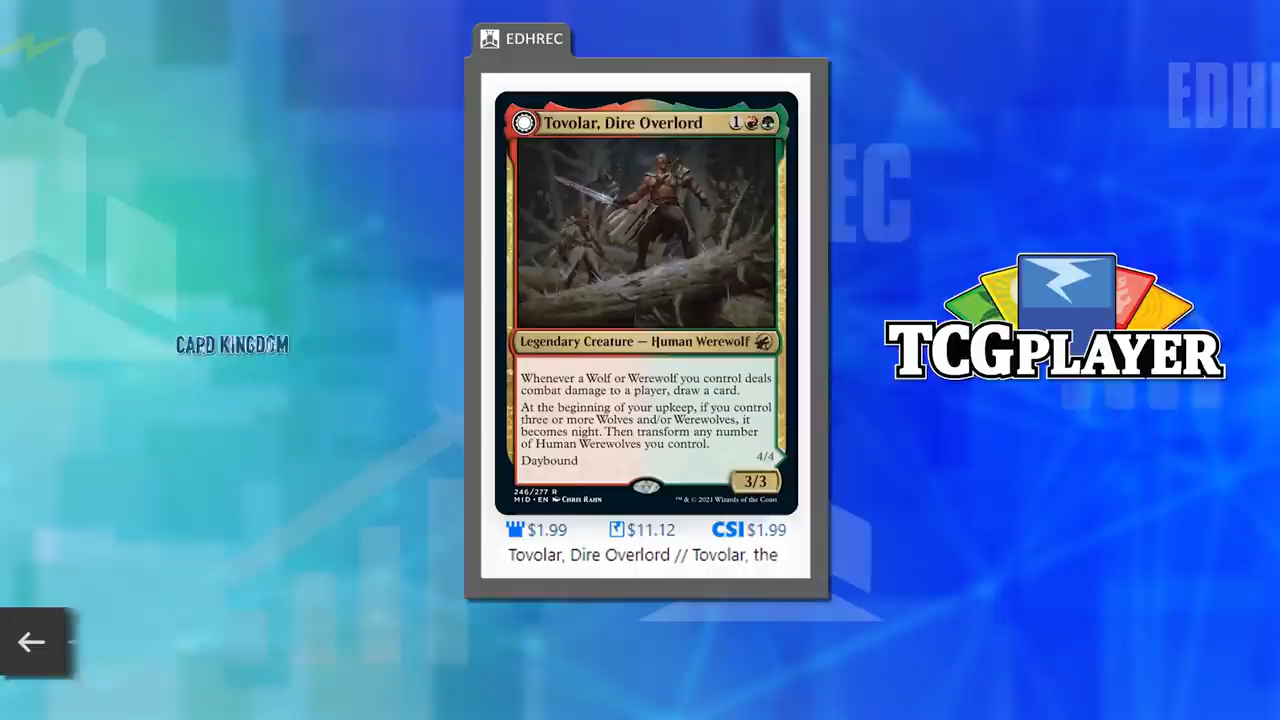 EDHREC
EDH
EC
Tovolar, Dire Overlord 1
CARD KINGDOM
TCGPLAYER
Legendary Creature — Human Werewolf
Whenever a Wolf or Werewolf you control deals
combat damage to a player, draw a card.
At the beginning of your upkeep, if you control
three or more Wolves and/or Werewolves, it
becomes night. Then transform any number
of Human Werewolves you control.
Daybound
4/4
3/3
246/277 R
MID • EN Chris Rahn
™ & © 2021 Wizards of the Coast
$1.99 $11.12 CSI $1.99
Tovolar, Dire Overlord // Tovolar, the